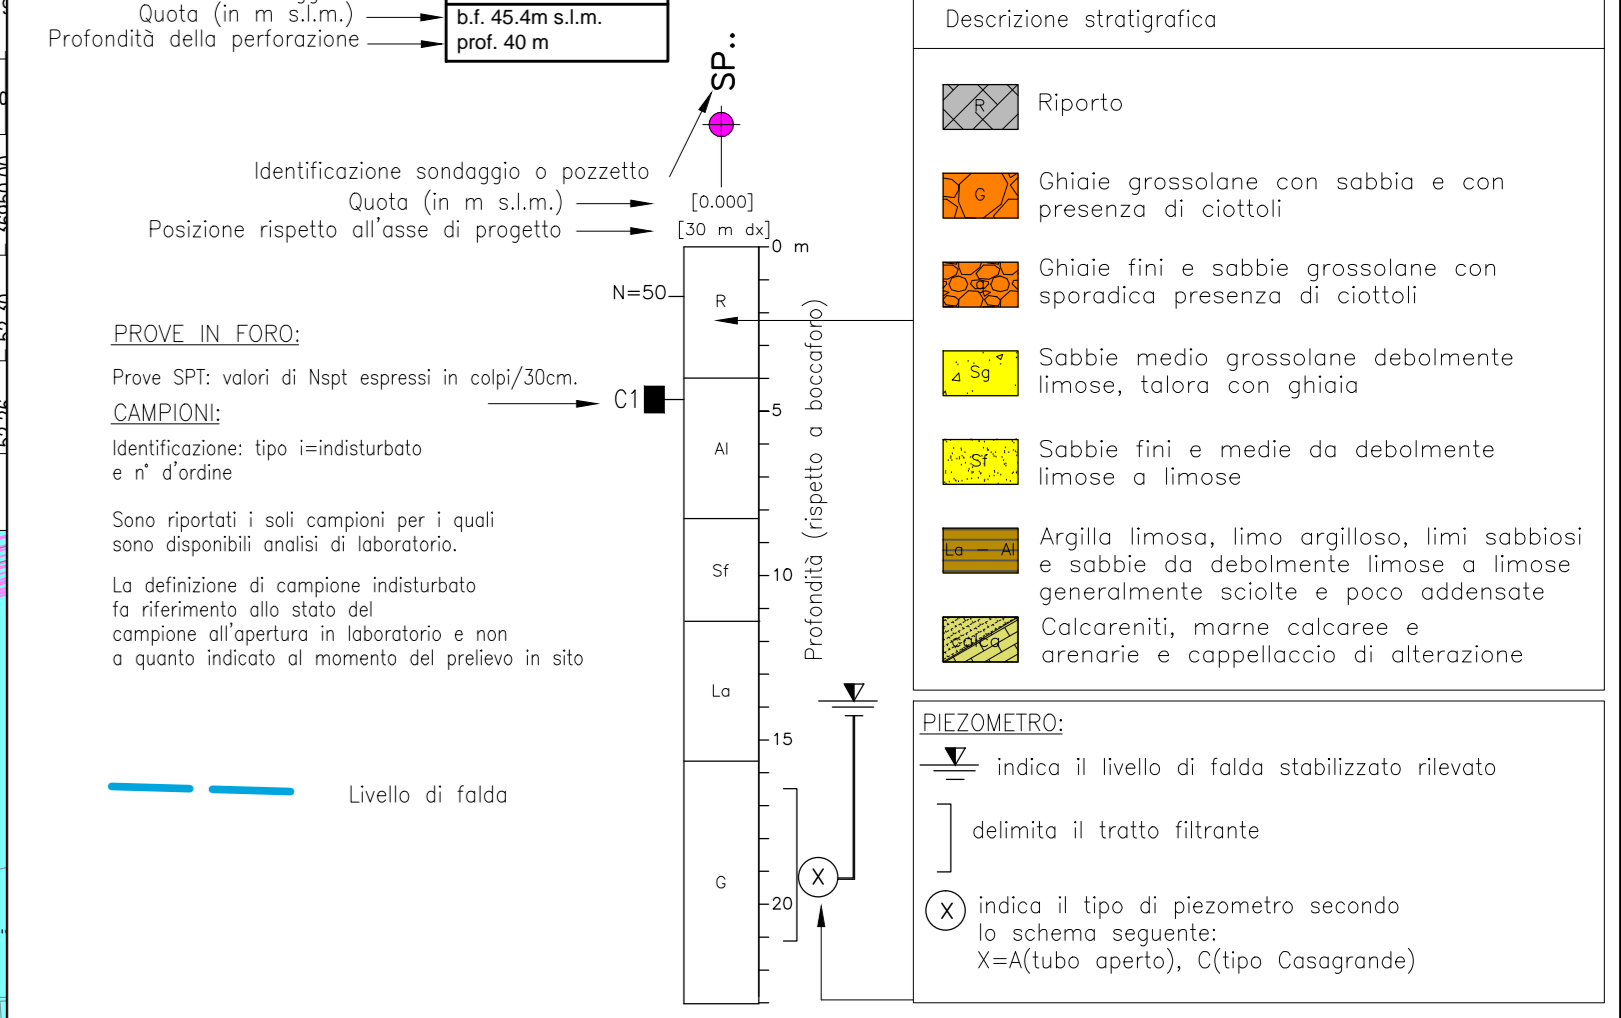 Quota (in m s.l.m.)
Profondità della perforazione
b.f. 45.4m s.l.m.
prof. 40 m
SP..
Identificazione sondaggio o pozzetto
Quota (in m s.l.m.)
[0.000]
Posizione rispetto all'asse di progetto
[30 m dx]
0 m
N=50
R
PROVE IN FORO:
Prove SPT: valori di Nspt espressi in colpi/30cm.
C1
CAMPIONI:
5
Identificazione: tipo i=indisturbato
e n° d'ordine
Al
Sono riportati i soli campioni per i quali
sono disponibili analisi di laboratorio.
Sf
10
La definizione di campione indisturbato
fa riferimento allo stato del
campione all'apertura in laboratorio e non
a quanto indicato al momento del prelievo in sito
La
15
Livello di falda
G
20
X
Profondità (rispetto a boccaforo)
Descrizione stratigrafica
R
Riporto
G
Ghiaie grossolane con sabbia e con
presenza di ciottoli
Ghiaie fini e sabbie grossolane con
sporadica presenza di ciottoli
Sg
Sabbie medio grossolane debolmente
limose, talora con ghiaia
Sf
Sabbie fini e medie da debolmente
limose a limose
La - Al
Argilla limosa, limo argilloso, limi sabbiosi
e sabbie da debolmente limose a limose
generalmente sciolte e poco addensate
calca
Calcareniti, marne calcaree e
arenarie e cappellaccio di alterazione
PIEZOMETRO:
indica il livello di falda stabilizzato rilevato
delimita il tratto filtrante
X
indica il tipo di piezometro secondo
lo schema seguente:
X=A(tubo aperto), C(tipo Casagrande)